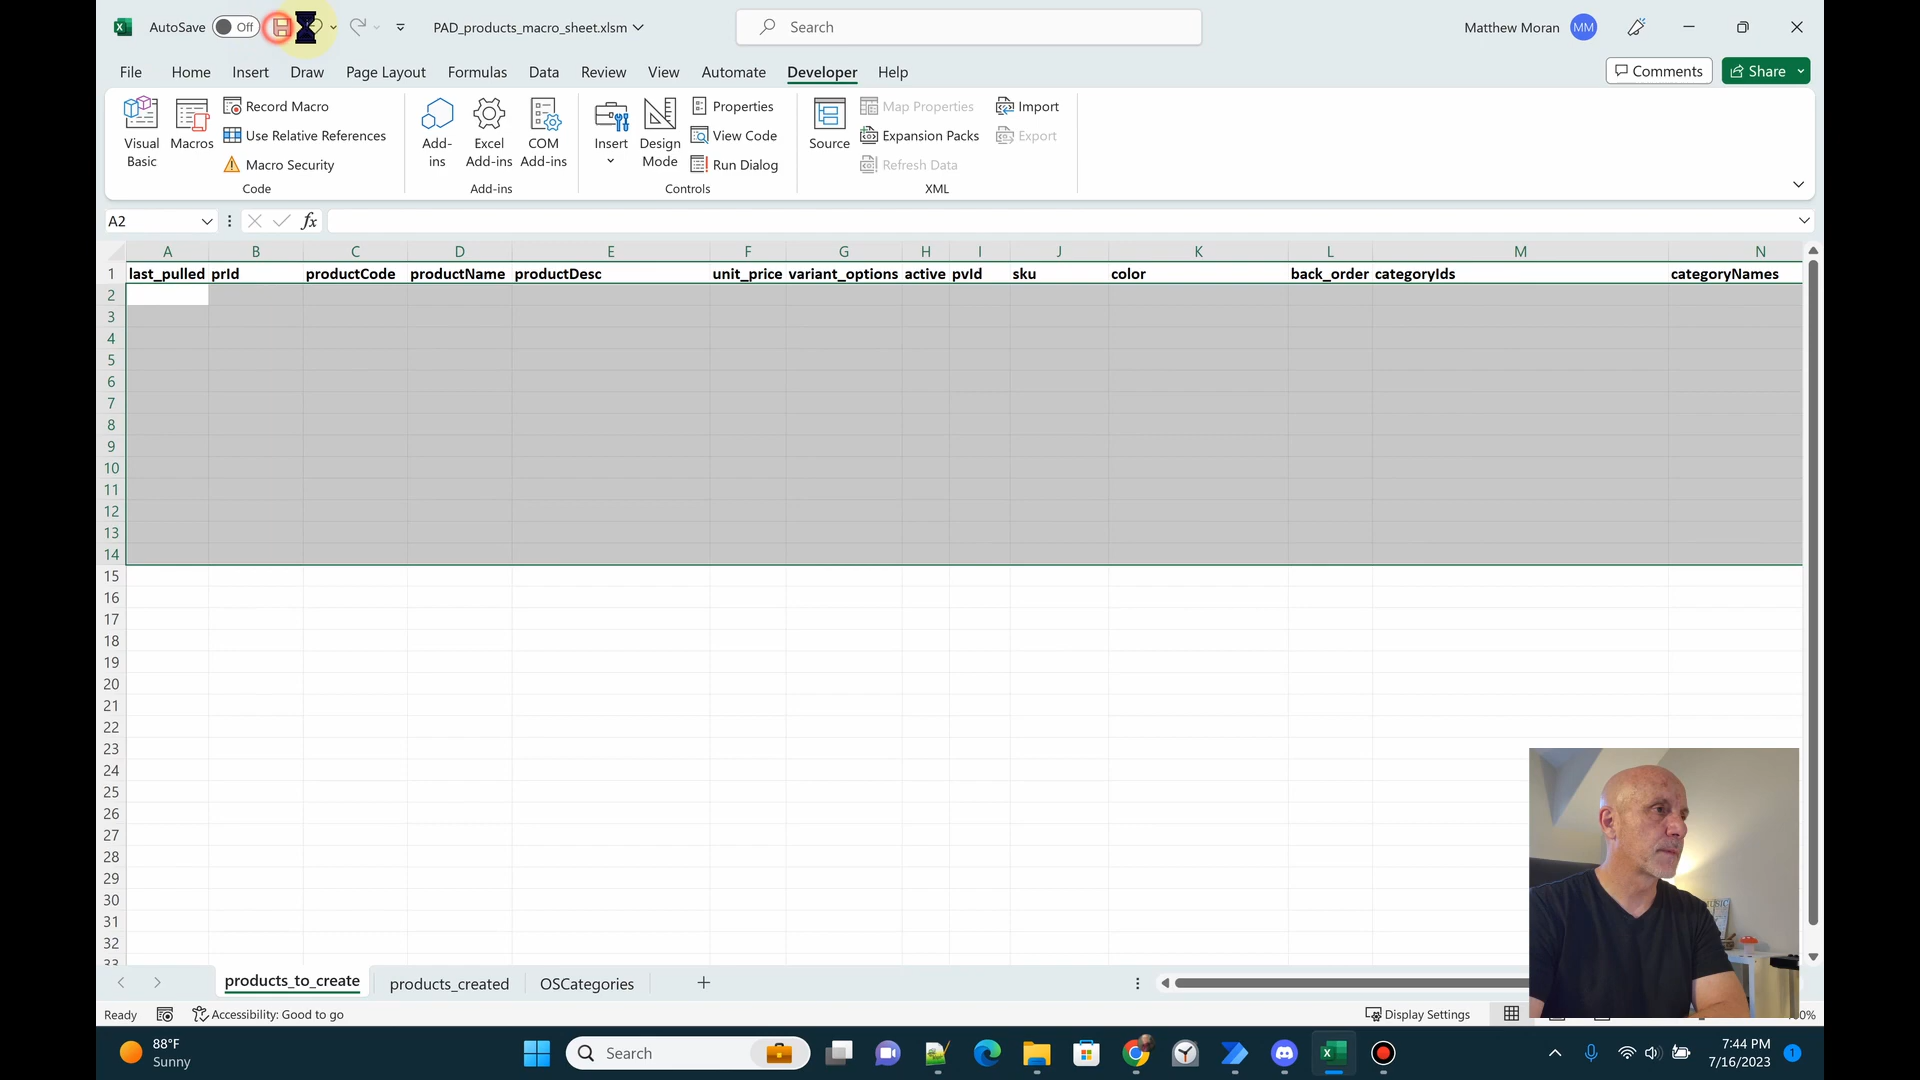 AutoSave Off PAD_products_macro_sheet.xlsm Search Matthew Moran MM
File Home Insert Draw Page Layout Formulas Data Review View Automate Developer Help Comments Share
Visual Basic
Macros
Record Macro
Use Relative References
Macro Security
Code
Add-ins
Excel Add-ins
COM Add-ins
Add-ins
Insert
Design Mode
Properties
View Code
Run Dialog
Controls
Source
Map Properties
Expansion Packs
Refresh Data
Import
Export
XML
A2 fx
A B C D E F G H I J K L M N
1 last_pulled prId productCode productName productDesc unit_price variant_options active pvId sku color back_order categoryIds categoryNames
2
3
4
5
6
7
8
9
10
11
12
13
14
15
16
17
18
19
20
21
22
23
24
25
26
27
28
29
30
31
32
33
products_to_create products_created OSCategories
Ready Accessibility: Good to go Display Settings
88°F
Sunny
Search
7:44 PM
7/16/2023
1